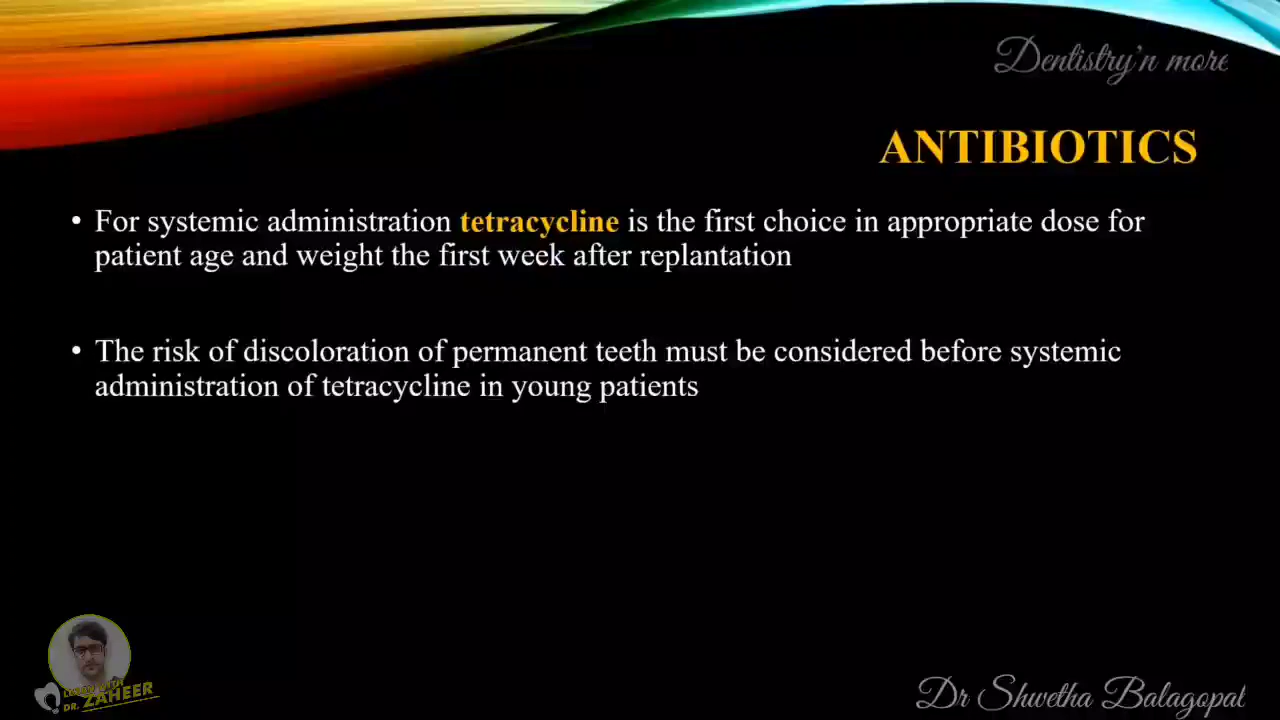 Dentistry'n more
ANTIBIOTICS
• For systemic administration tetracycline is the first choice in appropriate dose for
patient age and weight the first week after replantation
• The risk of discoloration of permanent teeth must be considered before systemic
administration of tetracycline in young patients
LEARN WITH
DR. ZAHEER
Dr Shwetha Balagopal